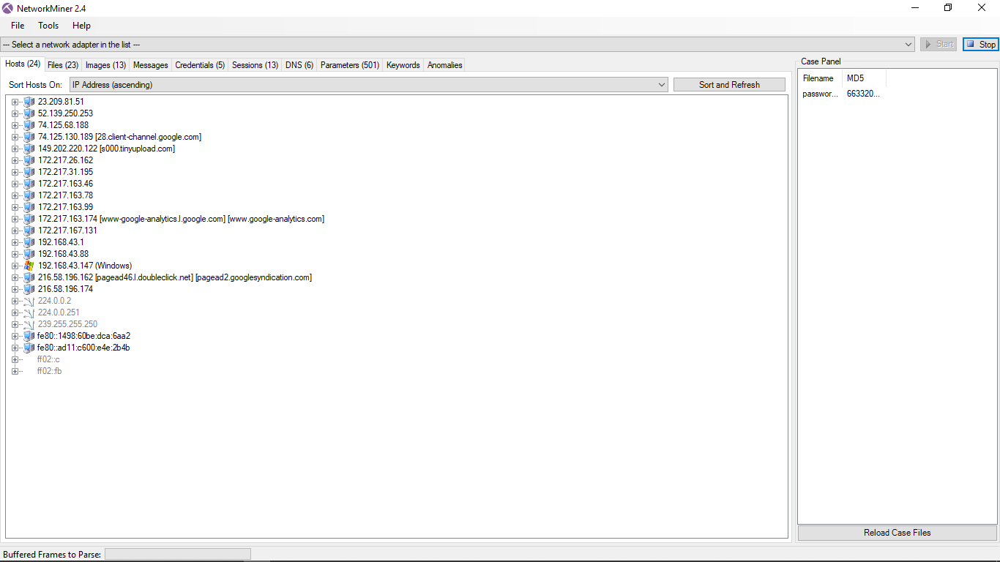 NetworkMiner 2.4
File Tools Help
--- Select a network adapter in the list --- Start Stop
Hosts (24) Files (23) Images (13) Messages Credentials (5) Sessions (13) DNS (6) Parameters (501) Keywords Anomalies
Sort Hosts On: IP Address (ascending) Sort and Refresh
23.209.81.51
52.139.250.253
74.125.68.188
74.125.130.189 [28.client-channel.google.com]
149.202.220.122 [s000.tinyupload.com]
172.217.26.162
172.217.31.195
172.217.163.46
172.217.163.78
172.217.163.99
172.217.163.174 [www-google-analytics.l.google.com] [www.google-analytics.com]
172.217.167.131
192.168.43.1
192.168.43.88
192.168.43.147 (Windows)
216.58.196.162 [pagead46.l.doubleclick.net] [pagead2.googlesyndication.com]
216.58.196.174
224.0.0.2
224.0.0.251
239.255.255.250
fe80::1498:60be:dca:6aa2
fe80::ad11:c600:e4e:2b4b
ff02::c
ff02::fb
Case Panel
Filename MD5
passwor... 663320...
Reload Case Files
Buffered Frames to Parse: